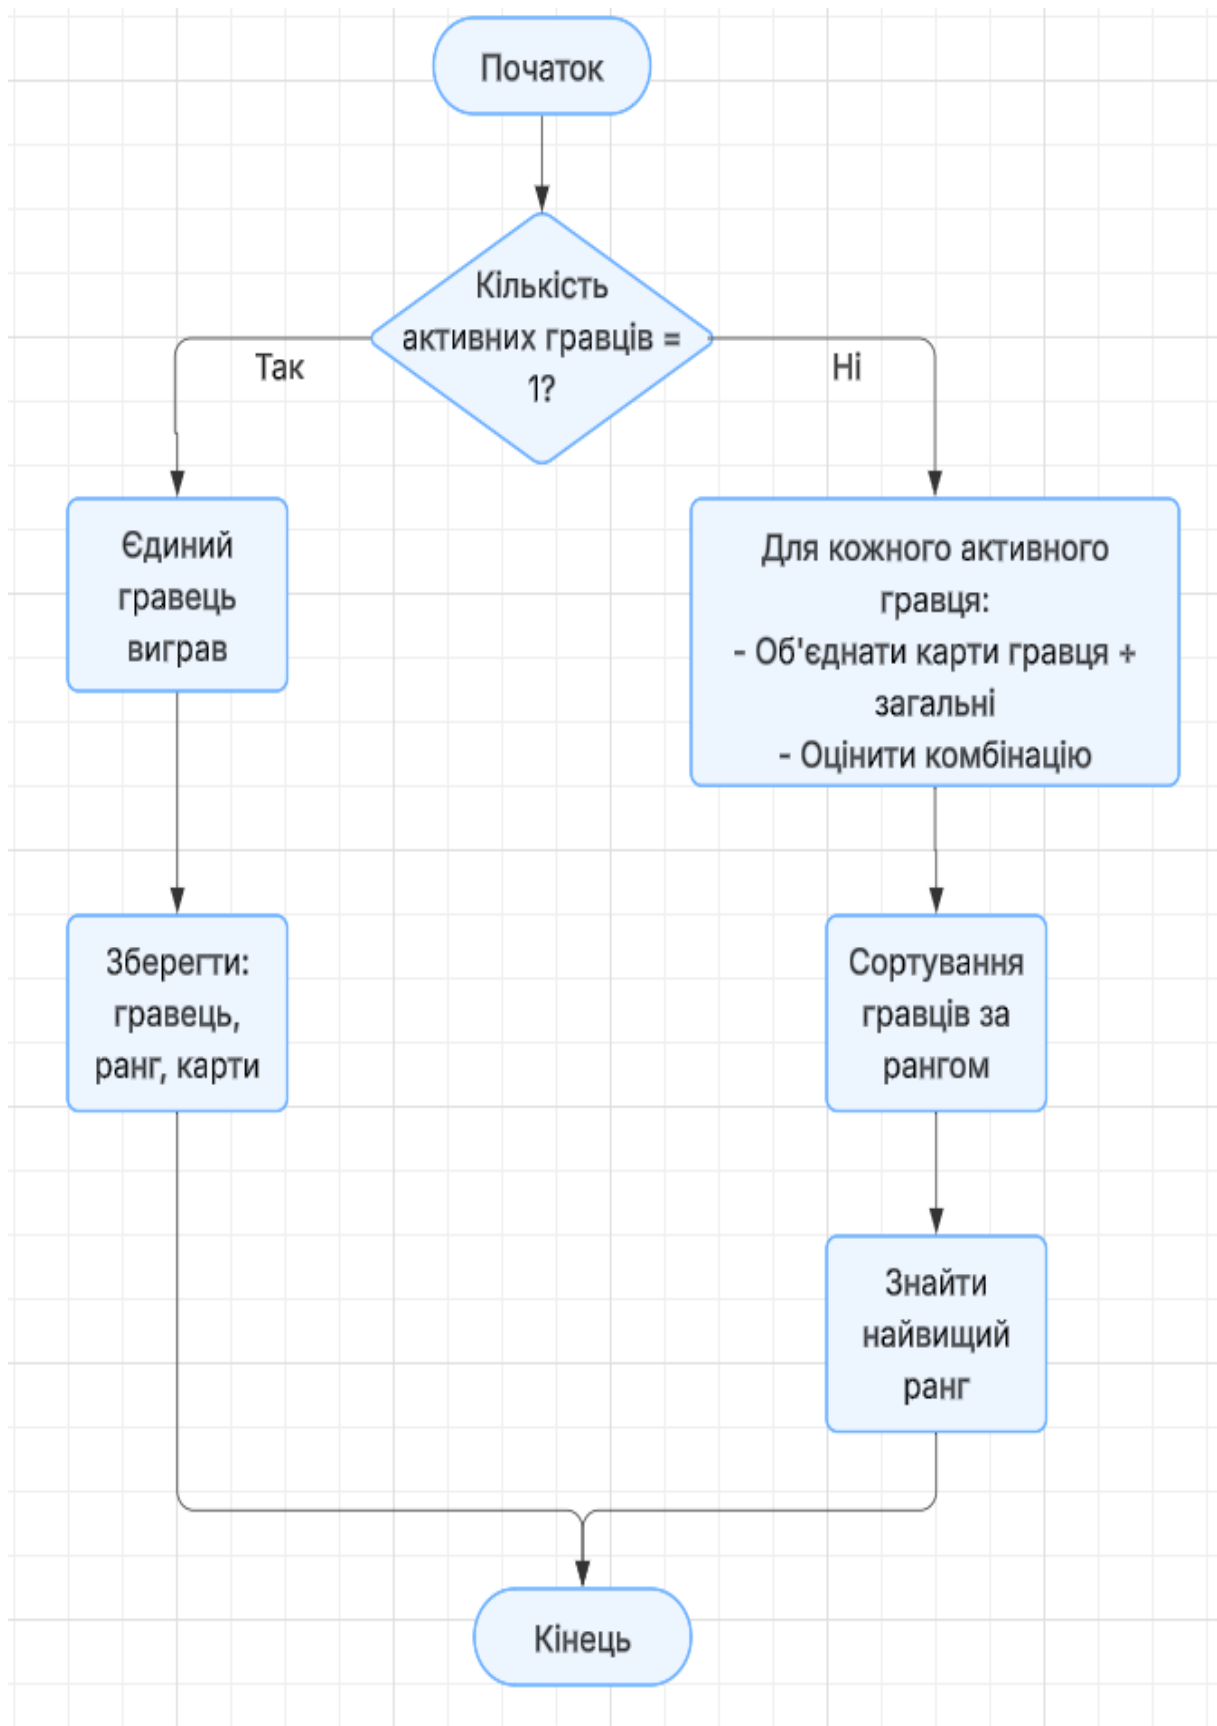 Початок
Кількість
активних гравців =
1?
Так
Ні
Єдиний
гравець
виграв
Для кожного активного
гравця:
- Об'єднати карти гравця +
загальні
- Оцінити комбінацію
Зберегти:
гравець,
ранг, карти
Сортування
гравців за
рангом
Знайти
найвищий
ранг
Кінець